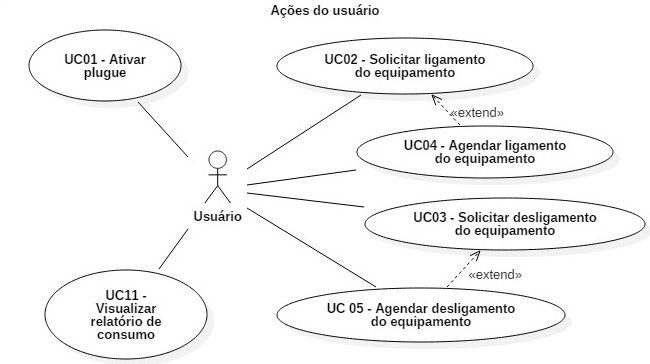 Ações do usuário
UC01 - Ativar
plugue
UC02 - Solicitar ligamento
do equipamento
«extend»
UC04 - Agendar ligamento
do equipamento
UC03 - Solicitar desligamento
do equipamento
Usuário
«extend»
UC11 -
Visualizar
relatório de
consumo
UC 05 - Agendar desligamento
do equipamento